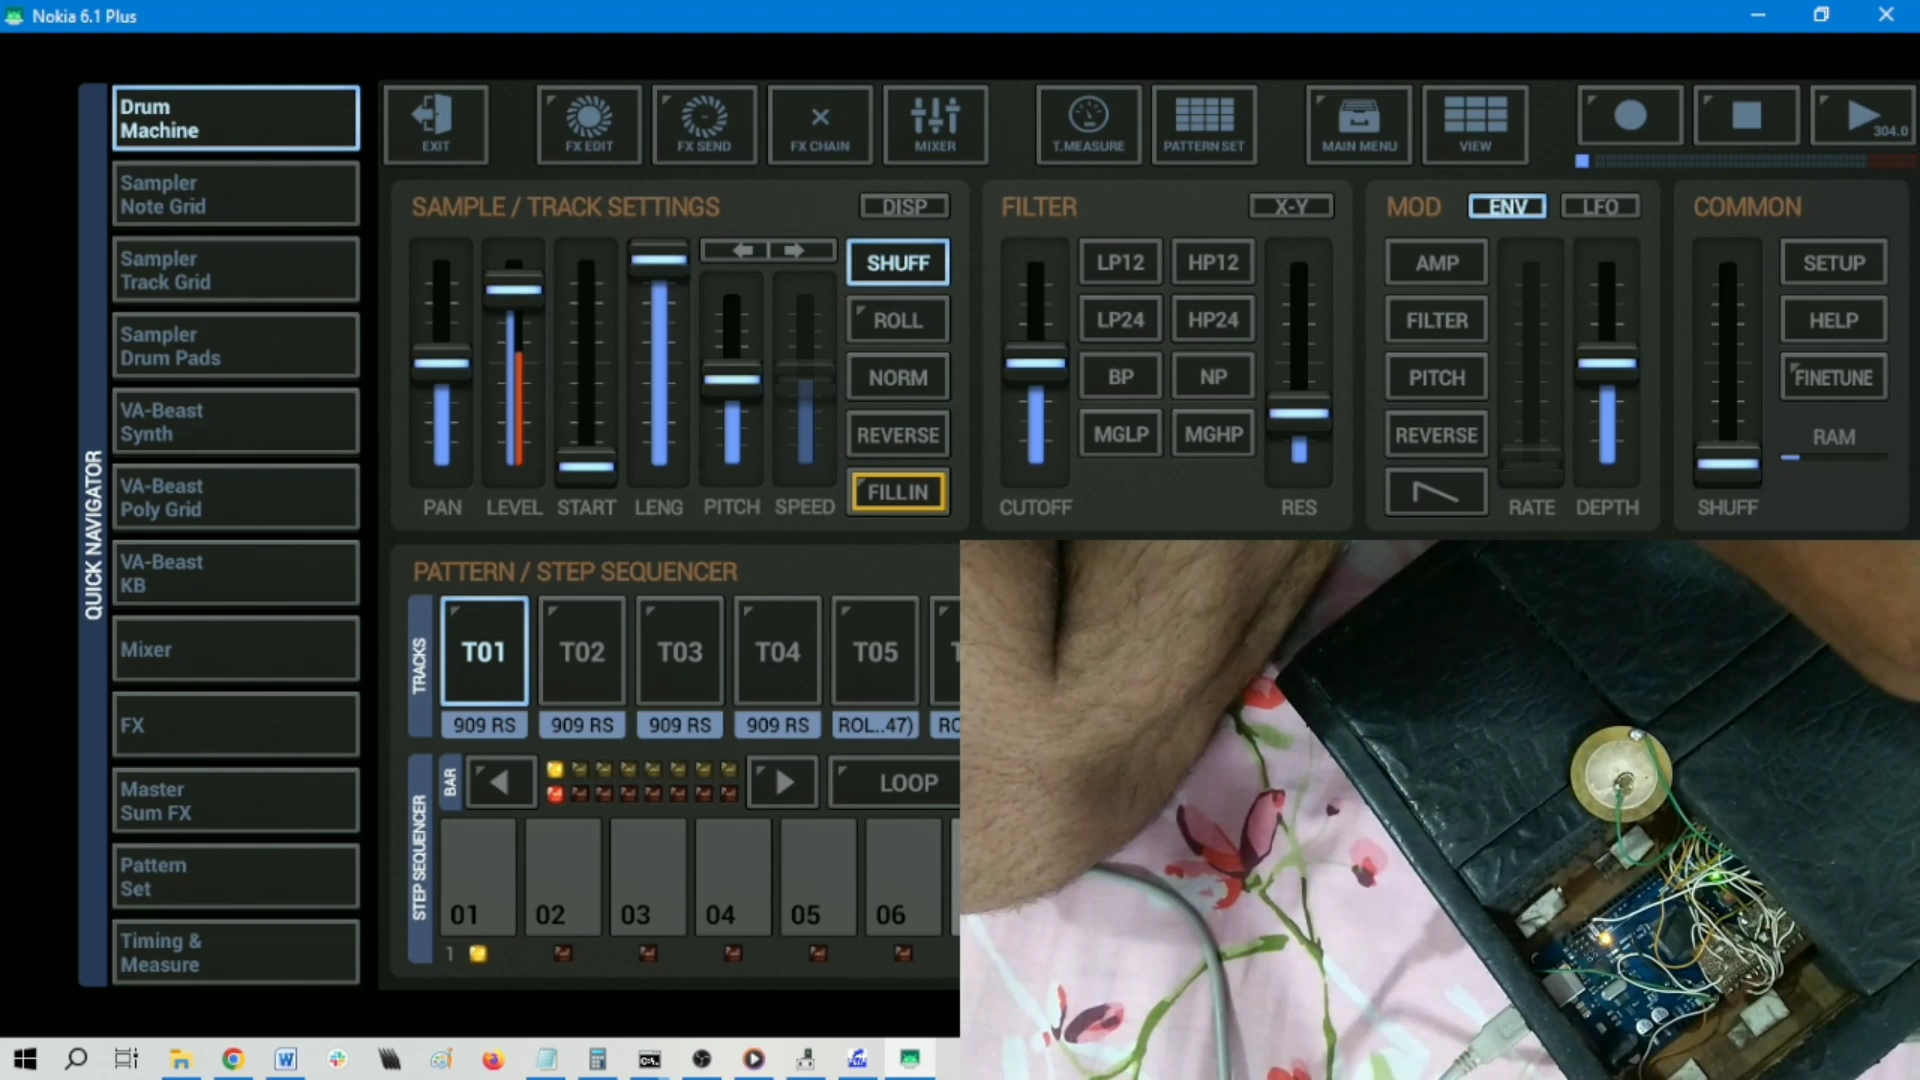 Nokia 6.1 Plus
QUICK NAVIGATOR
Drum
Machine
Sampler
Note Grid
Sampler
Track Grid
Sampler
Drum Pads
VA-Beast
Synth
VA-Beast
Poly Grid
VA-Beast
KB
Mixer
FX
Master
Sum FX
Pattern
Set
Timing &
Measure
EXIT
FX EDIT
FX SEND
FX CHAIN
MIXER
T.MEASURE
PATTERN SET
MAIN MENU
VIEW
304.0
SAMPLE / TRACK SETTINGS
DISP
SHUFF
ROLL
NORM
REVERSE
FILLIN
PAN
LEVEL
START
LENG
PITCH
SPEED
FILTER
X-Y
LP12
HP12
LP24
HP24
BP
NP
MGLP
MGHP
CUTOFF
RES
MOD
ENV
LFO
AMP
FILTER
PITCH
REVERSE
RATE
DEPTH
COMMON
SETUP
HELP
FINETUNE
RAM
SHUFF
PATTERN / STEP SEQUENCER
TRACKS
T01
T02
T03
T04
T05
909 RS
909 RS
909 RS
909 RS
ROL..47)
STEP SEQUENCER
BAR
LOOP
01
02
03
04
05
06
1